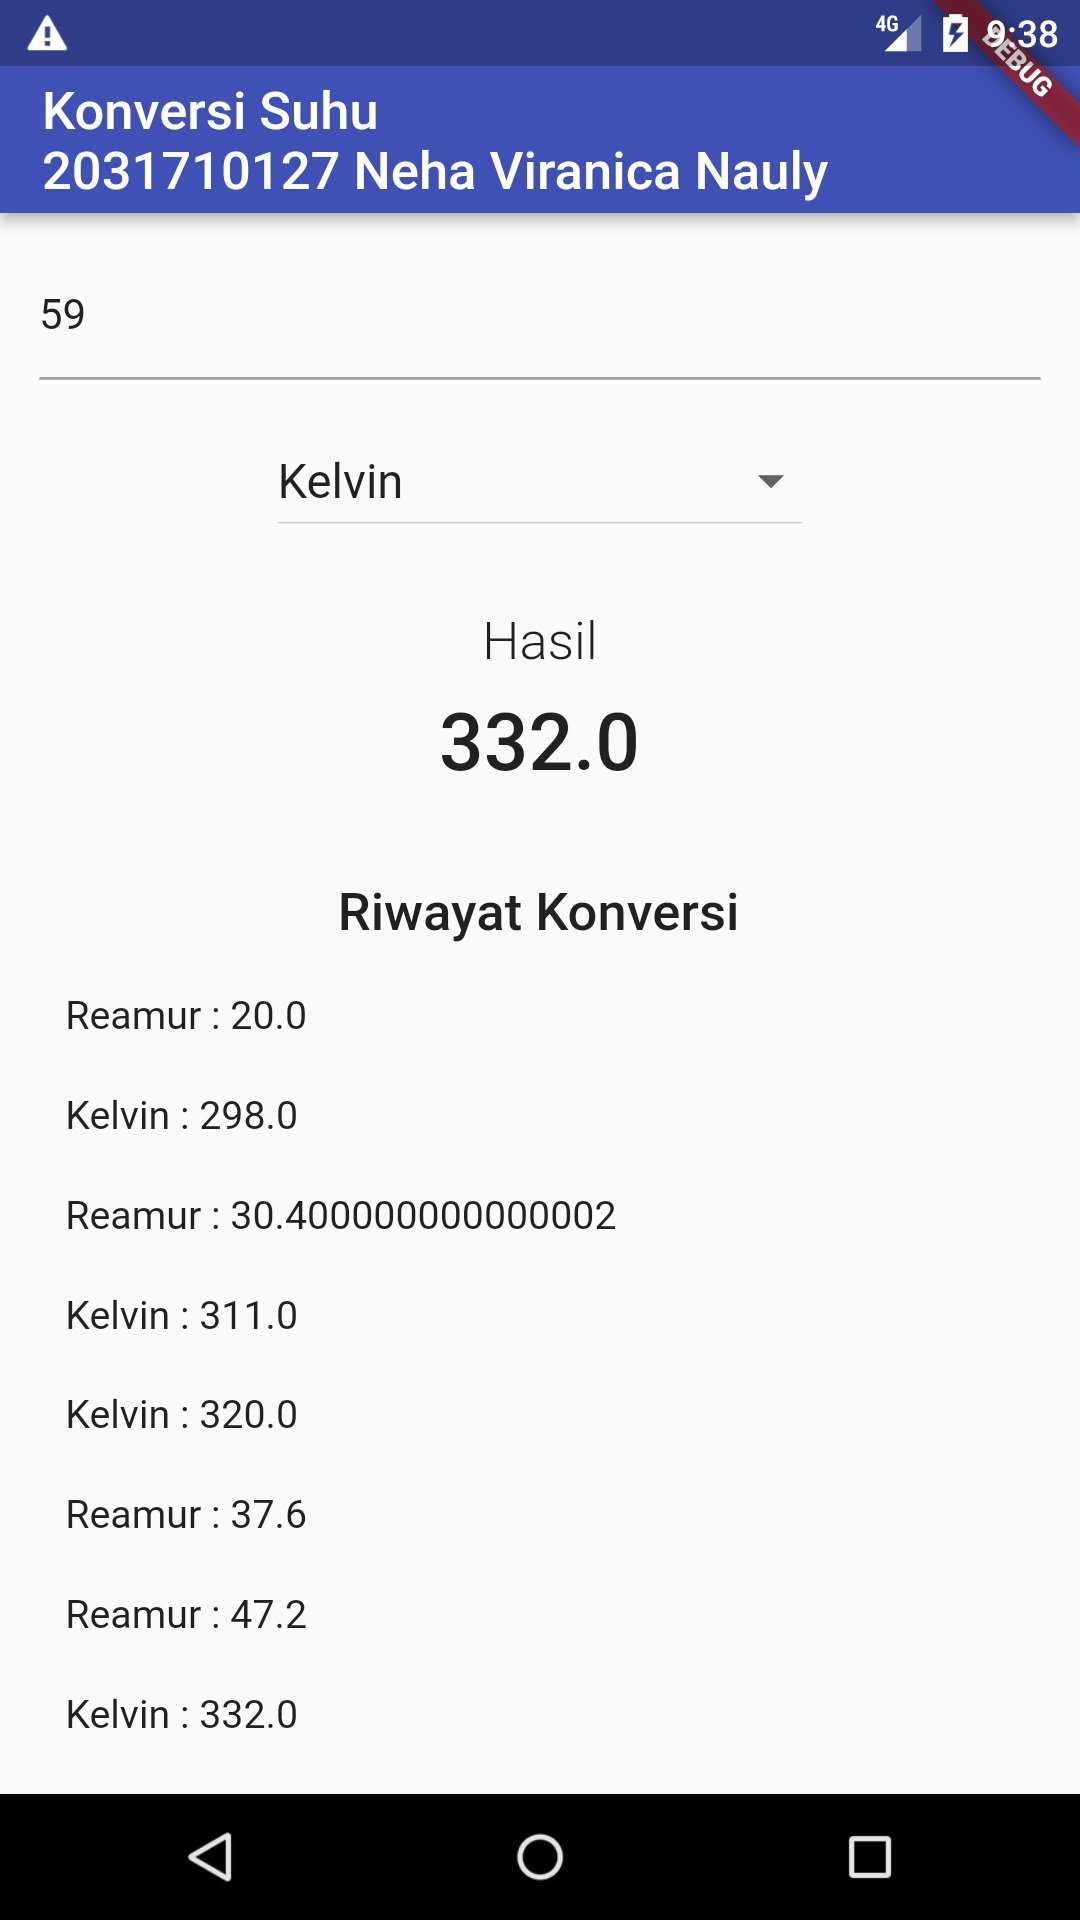 4G 9:38
DEBUG
Konversi Suhu
2031710127 Neha Viranica Nauly
59
Kelvin
Hasil
332.0
Riwayat Konversi
Reamur : 20.0
Kelvin : 298.0
Reamur : 30.400000000000002
Kelvin : 311.0
Kelvin : 320.0
Reamur : 37.6
Reamur : 47.2
Kelvin : 332.0